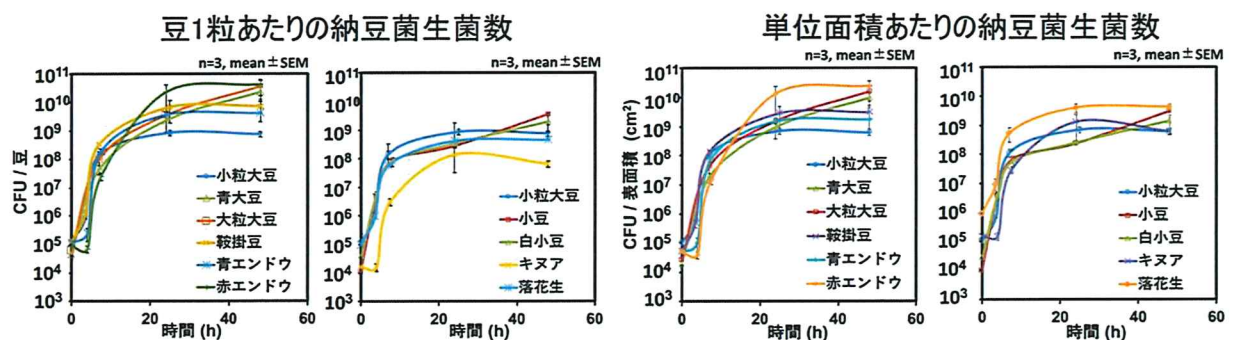 豆1粒あたりの納豆菌生菌数
単位面積あたりの納豆菌生菌数
n=3, mean±SEM
CFU / 豆
10¹¹
10¹⁰
10⁹
10⁸
10⁷
10⁶
10⁵
10⁴
10³
0
20
40
60
時間 (h)
小粒大豆
青大豆
大粒大豆
鞍掛豆
青エンドウ
赤エンドウ
n=3, mean±SEM
10¹¹
10¹⁰
10⁹
10⁸
10⁷
10⁶
10⁵
10⁴
10³
0
20
40
60
時間 (h)
小粒大豆
小豆
白小豆
キヌア
落花生
n=3, mean±SEM
CFU / 表面積 (cm²)
10¹¹
10¹⁰
10⁹
10⁸
10⁷
10⁶
10⁵
10⁴
10³
0
20
40
60
時間 (h)
小粒大豆
青大豆
大粒大豆
鞍掛豆
青エンドウ
赤エンドウ
n=3, mean±SEM
10¹¹
10¹⁰
10⁹
10⁸
10⁷
10⁶
10⁵
10⁴
10³
0
20
40
60
時間 (h)
小粒大豆
小豆
白小豆
キヌア
落花生